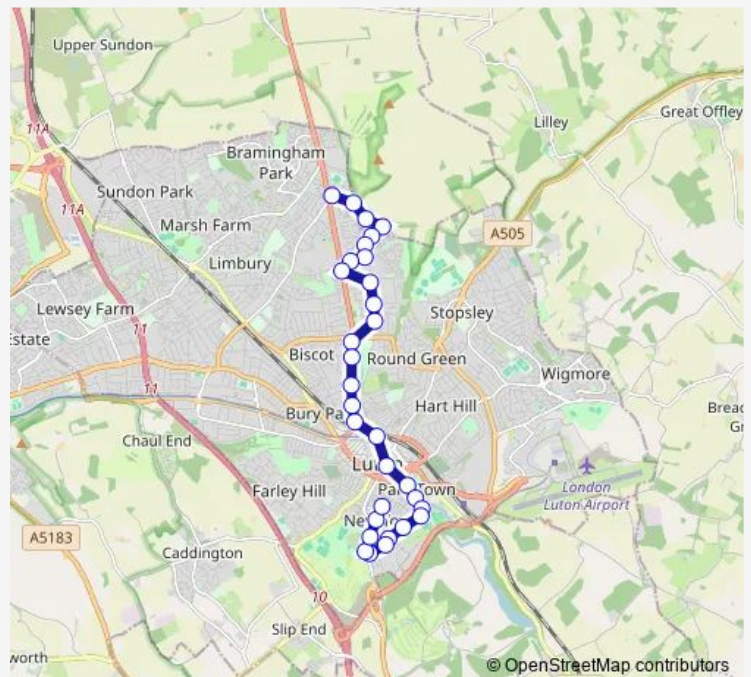 Upper Sundon
11A
Great Offley
Lilley
Bramingham
Park
Sundon Park
11A
Marsh Farm
A505
Limbury
Lewsey Farm
Stopsley
Estate
11
Biscot
Round Green
Wigmore
11
Bury Pa
Hart Hill
Chaul End
Luton
Farley Hill
Park Town
London
Luton Airport
A5183
Caddington
10
Slip End
worth
© OpenStreetMap contributors